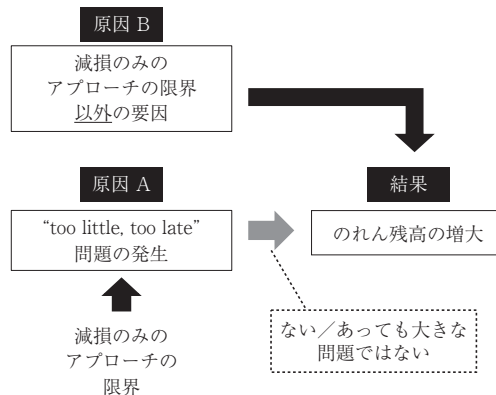 原因 B
減損のみの
アプローチの限界
以外の要因
原因 A
結果
“too little, too late”
問題の発生
のれん残高の増大
ない／あっても大きな
問題ではない
減損のみの
アプローチの
限界